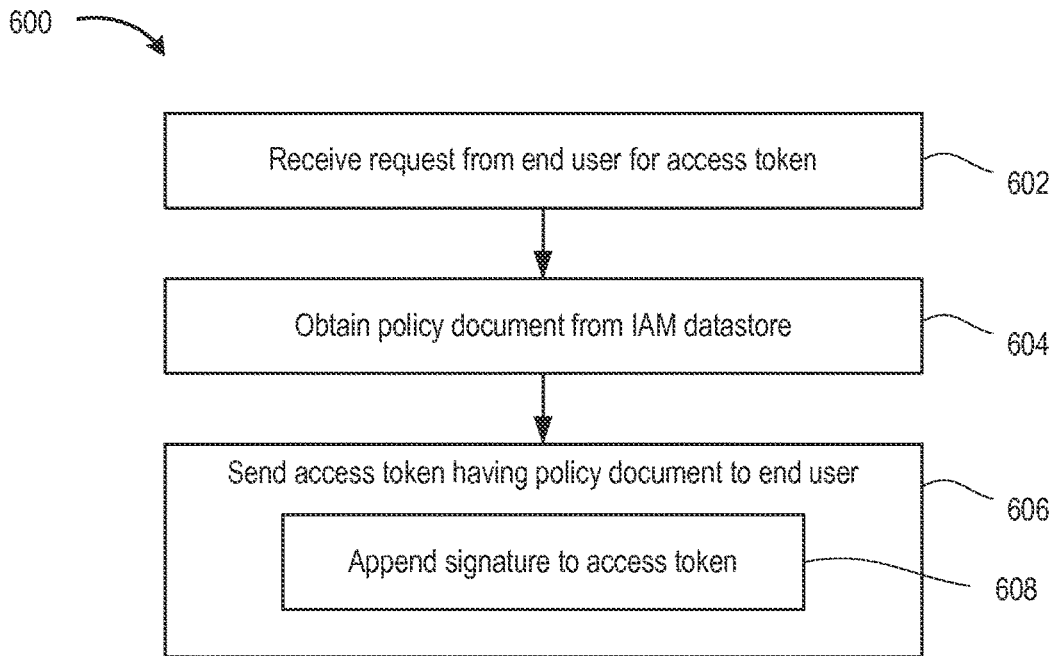 600
Receive request from end user for access token
602
Obtain policy document from IAM datastore
604
Send access token having policy document to end user
606
Append signature to access token
608